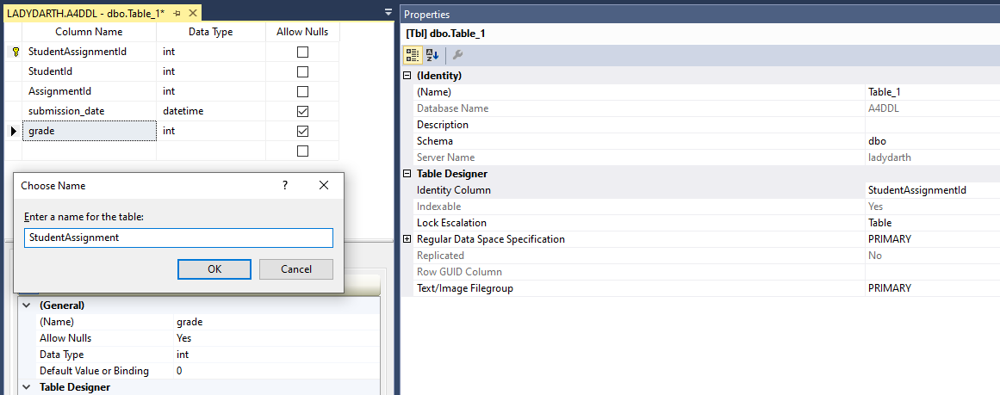 LADYDARTH.A4DDL - dbo.Table_1*
Column Name Data Type Allow Nulls
StudentAssignmentId int
StudentId int
AssignmentId int
submission_date datetime
grade int
Choose Name ?
Enter a name for the table:
StudentAssignment
OK Cancel
(General)
(Name) grade
Allow Nulls Yes
Data Type int
Default Value or Binding 0
Table Designer
Properties
[Tbl] dbo.Table_1
(Identity)
(Name) Table_1
Database Name A4DDL
Description
Schema dbo
Server Name ladydarth
Table Designer
Identity Column StudentAssignmentId
Indexable Yes
Lock Escalation Table
Regular Data Space Specification PRIMARY
Replicated No
Row GUID Column
Text/Image Filegroup PRIMARY